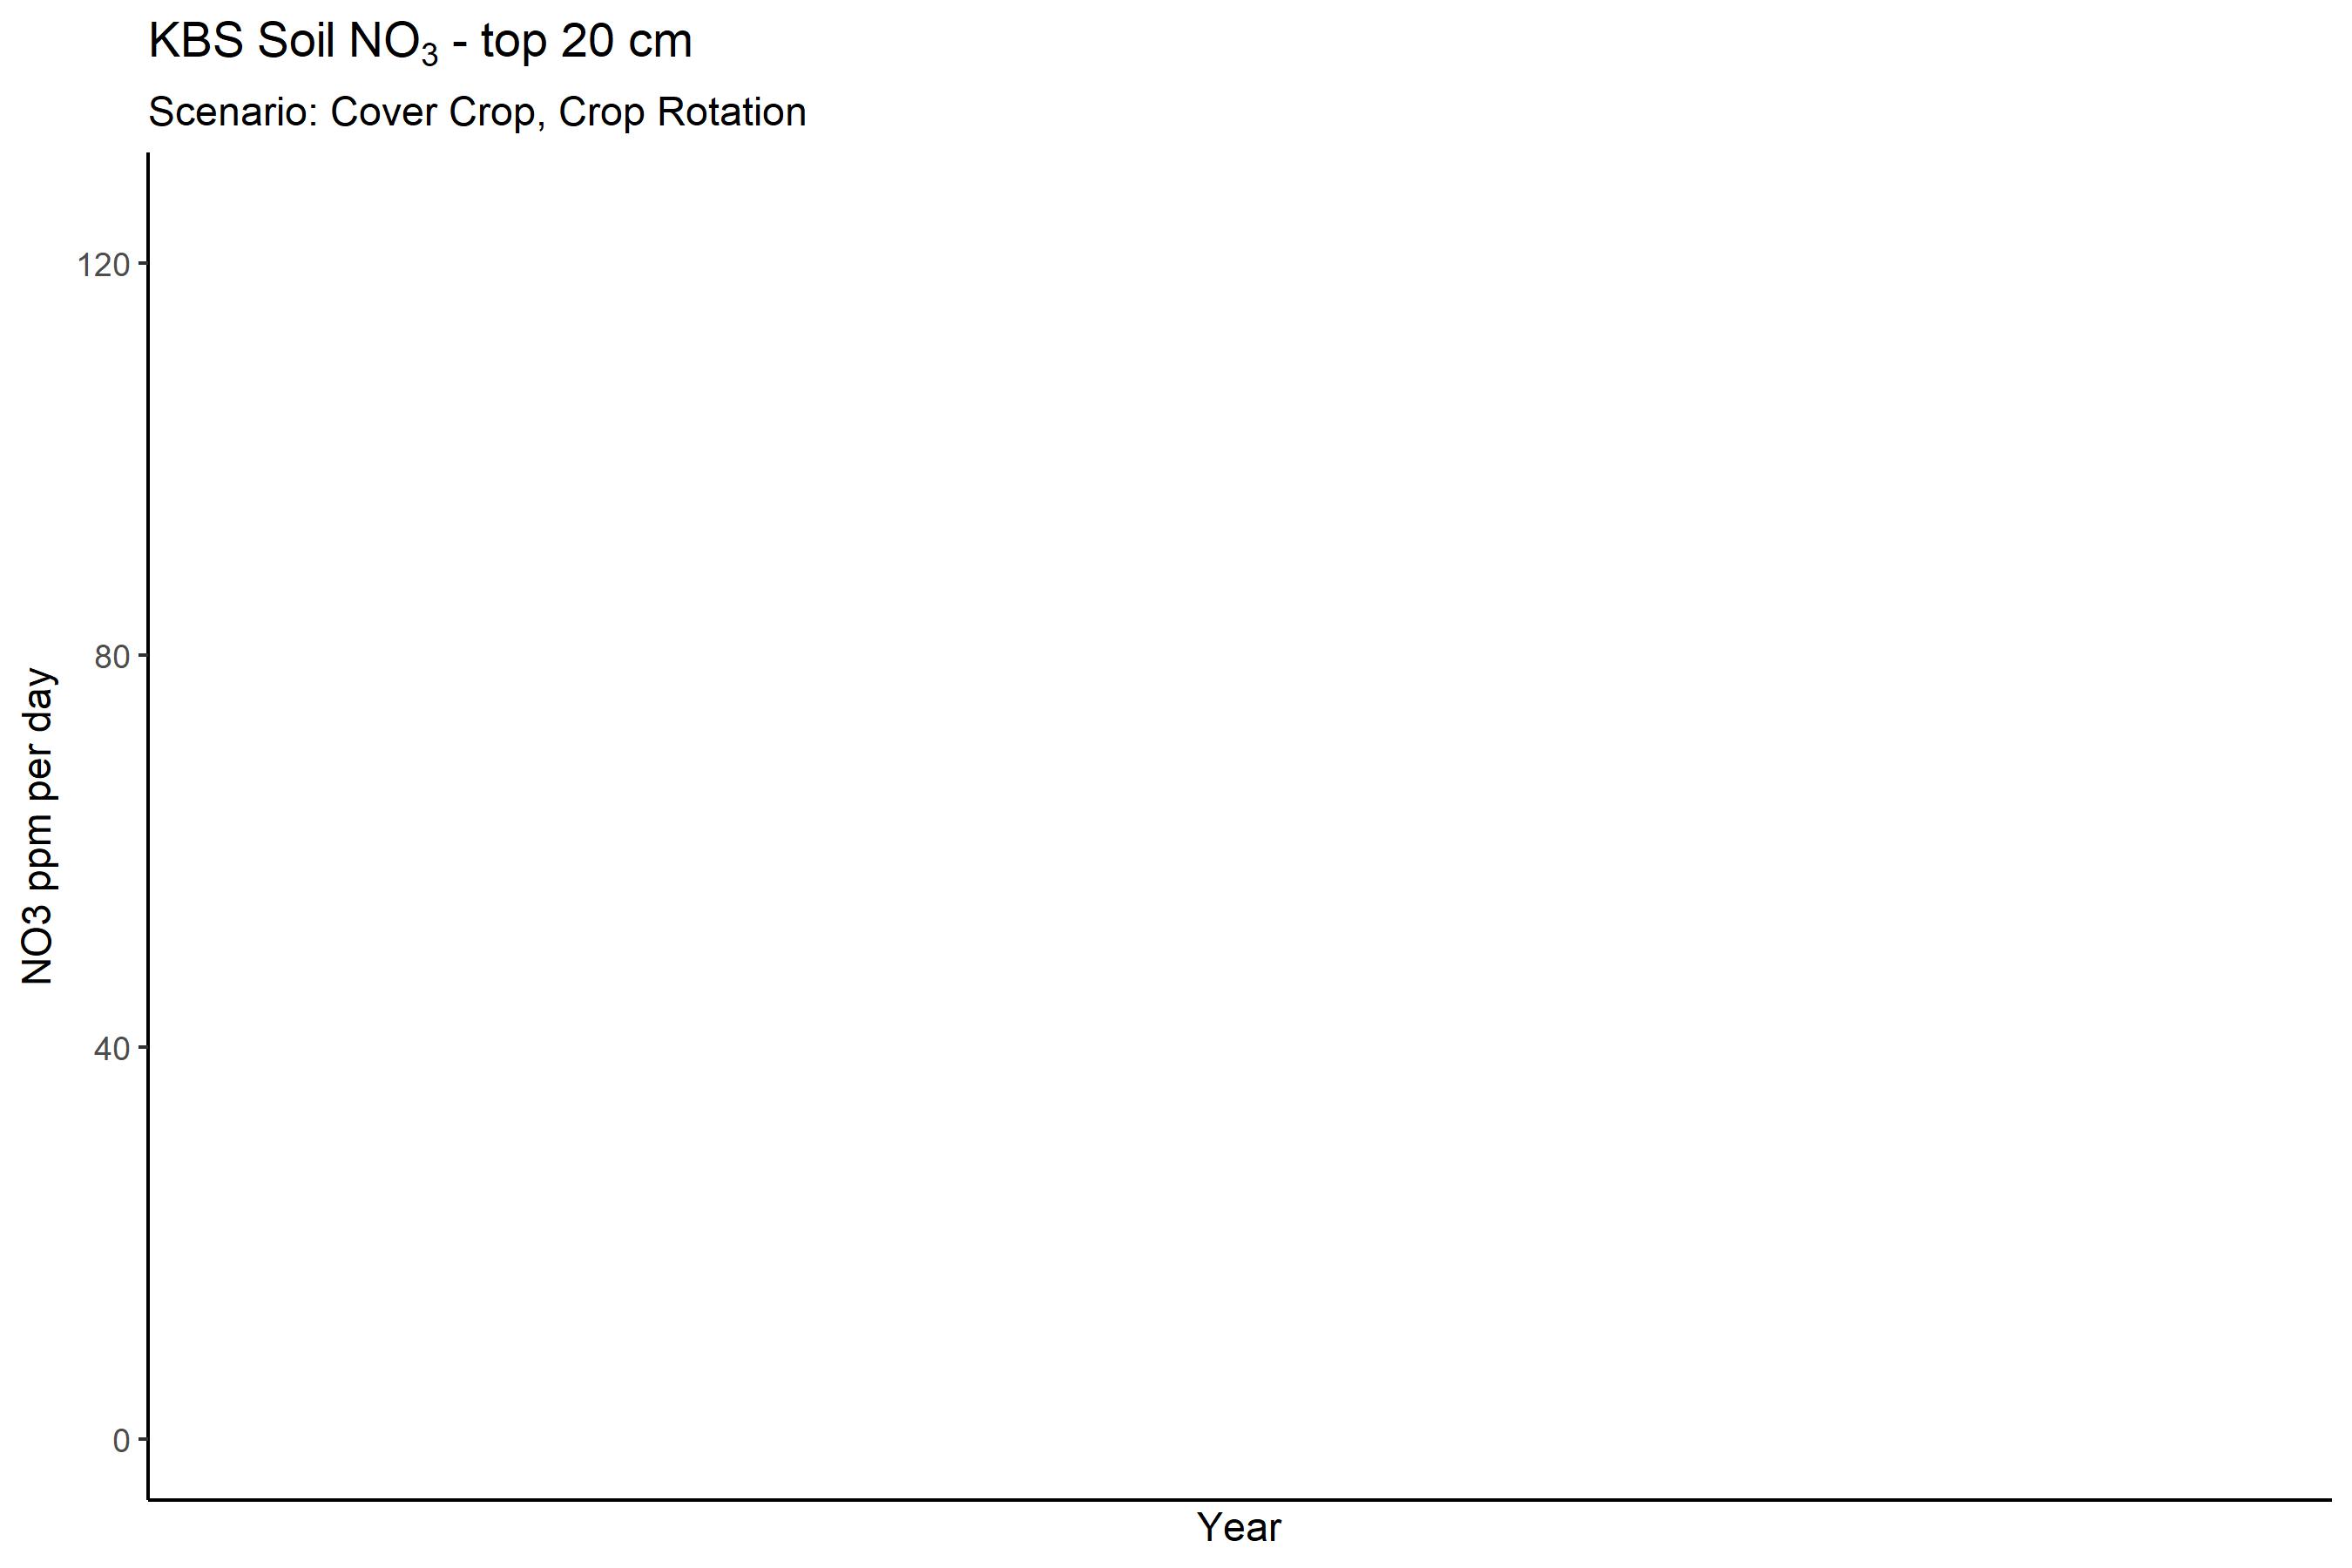 KBS Soil NO₃ - top 20 cm
Scenario: Cover Crop, Crop Rotation
120
80
40
0
NO3 ppm per day
Year